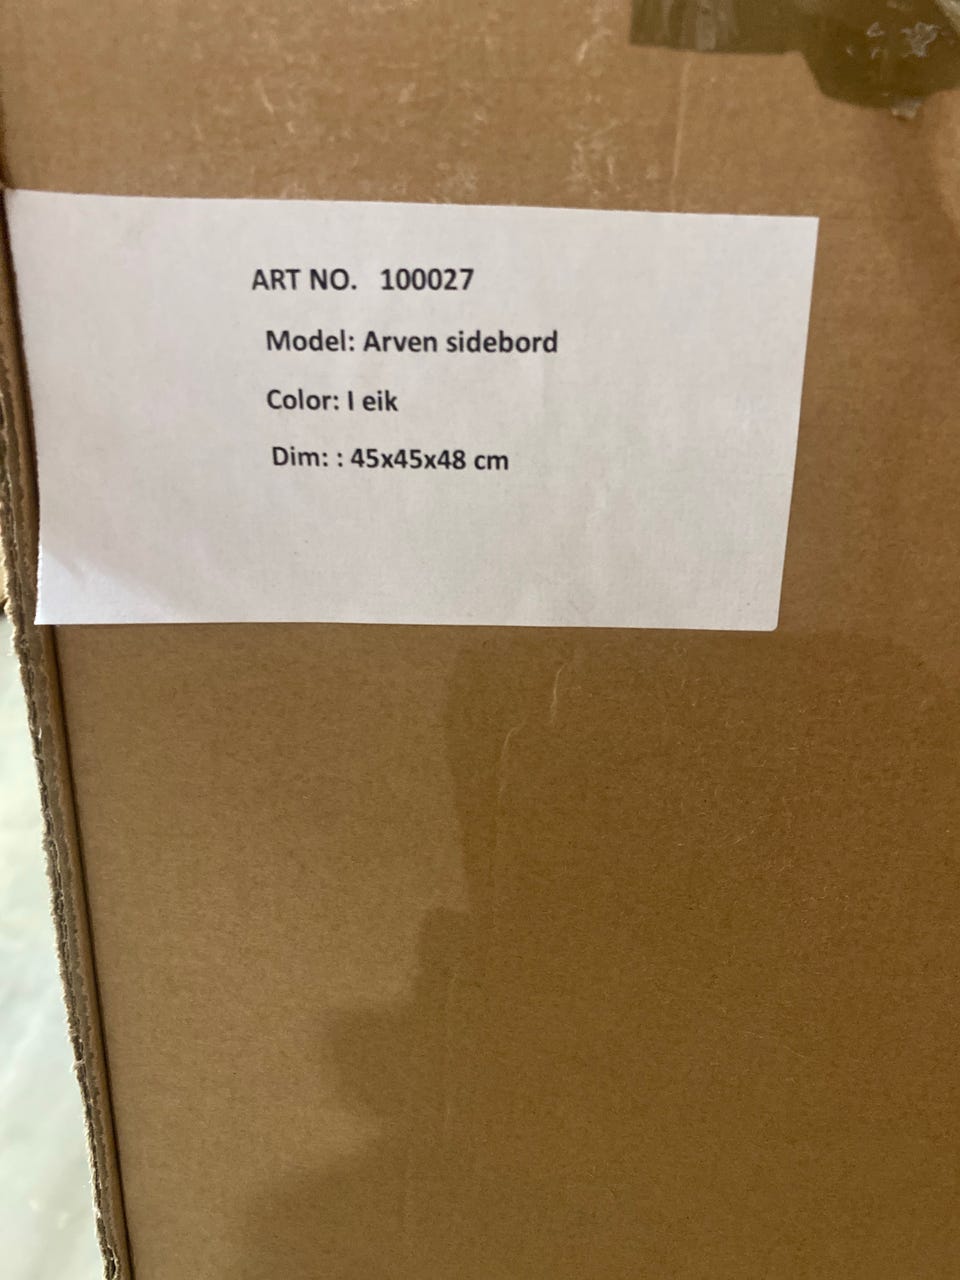 ART NO. 100027
Model: Arven sidebord
Color: I eik
Dim: : 45x45x48 cm